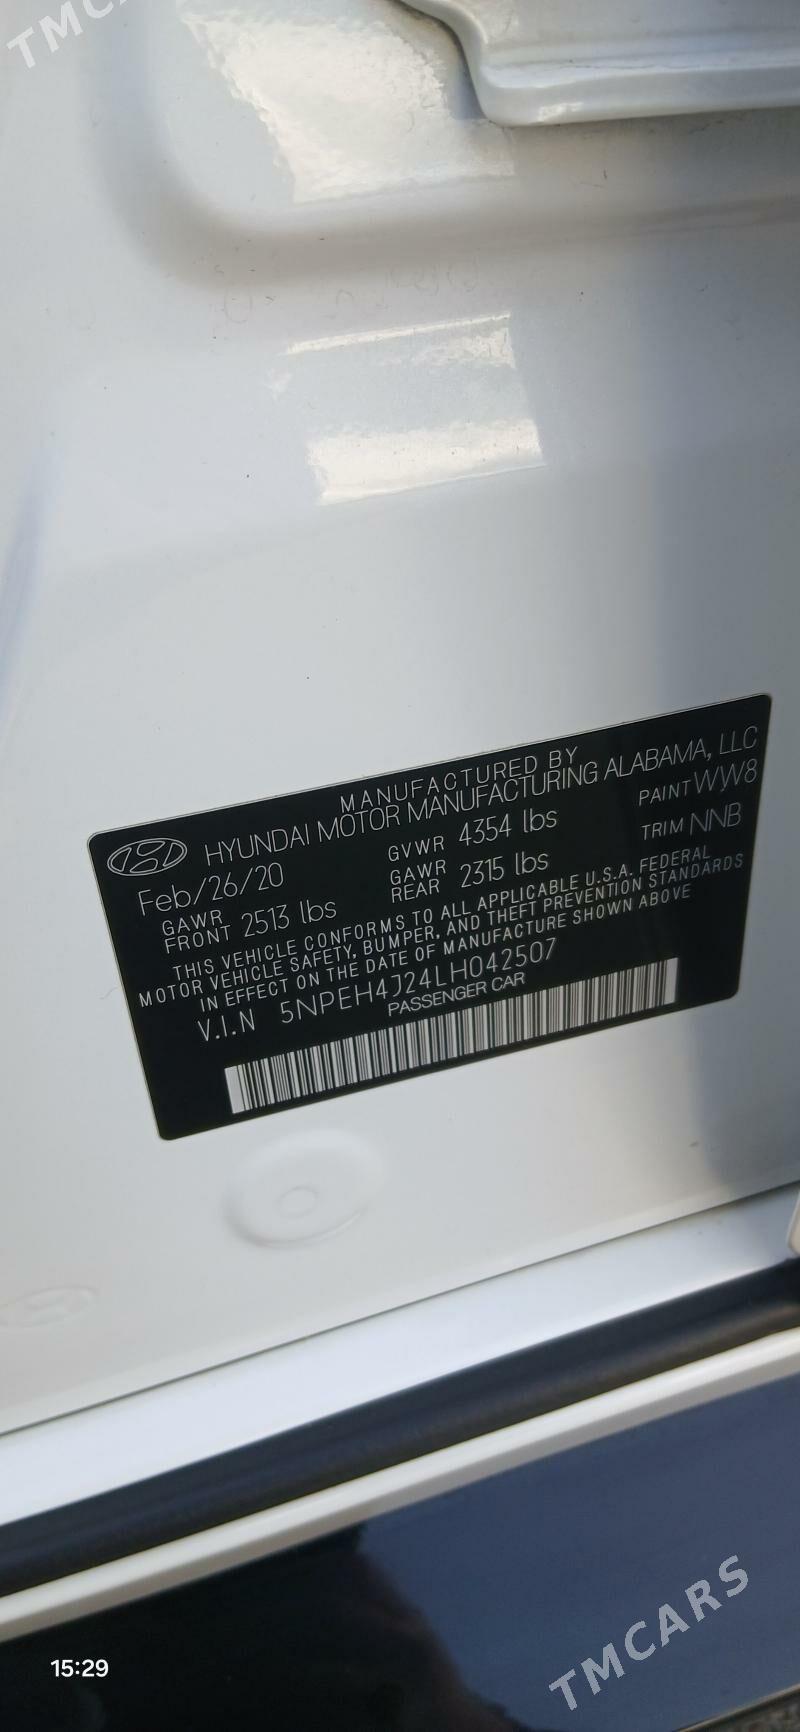 TMC
MANUFACTURED BY
HYUNDAI MOTOR MANUFACTURING ALABAMA, LLC
Feb/26/20 GVWR 4354 lbs PAINT WW8
GAWR FRONT 2513 lbs GAWR REAR 2315 lbs TRIM NNB
THIS VEHICLE CONFORMS TO ALL APPLICABLE U.S.A. FEDERAL
MOTOR VEHICLE SAFETY, BUMPER, AND THEFT PREVENTION STANDARDS
IN EFFECT ON THE DATE OF MANUFACTURE SHOWN ABOVE
V.I.N 5NPEH4J24LH042507
PASSENGER CAR
15:29
TMCARS